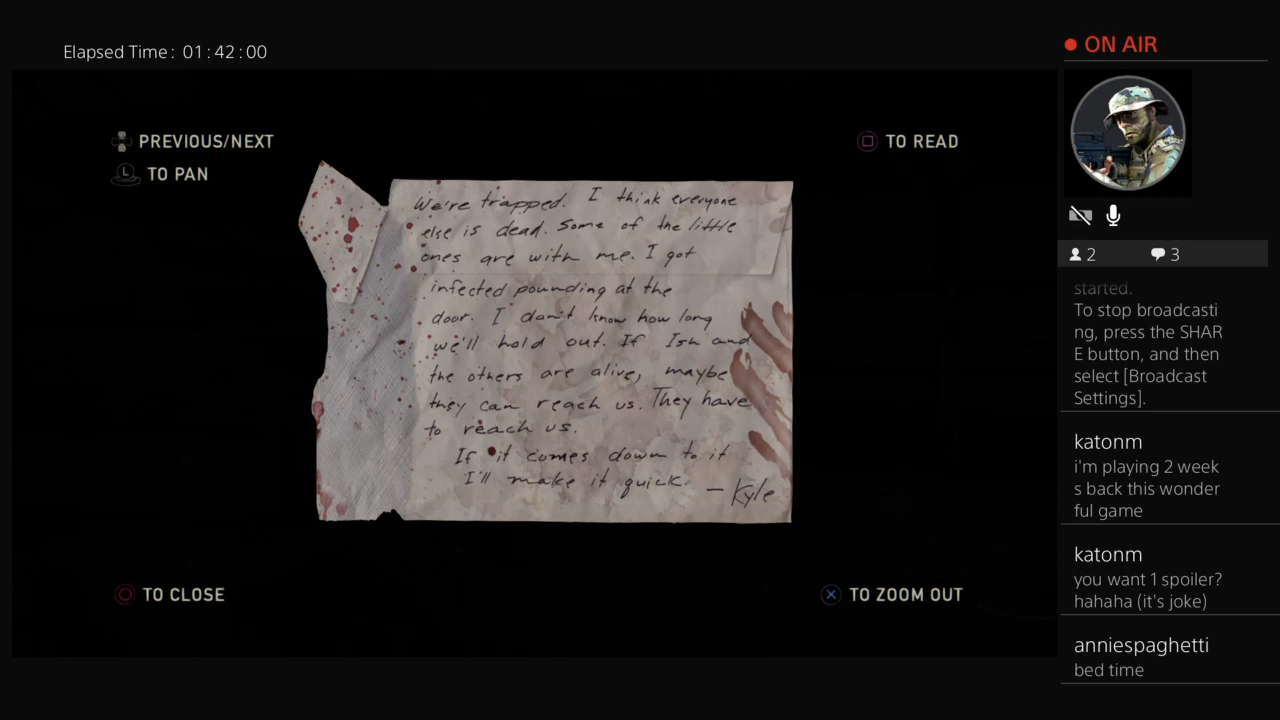 Elapsed Time: 01:42:00
ON AIR
PREVIOUS/NEXT
L TO PAN
TO READ
We're trapped. I think everyone
else is dead. Some of the little
ones are with me. I got
infected pounding at the
door. I don't know how long
we'll hold out. If Ish and
the others are alive, maybe
they can reach us. They have
to reach us.
If it comes down to it
I'll make it quick. — Kyle
TO CLOSE
TO ZOOM OUT
2 3
started.
To stop broadcasti
ng, press the SHAR
E button, and then
select [Broadcast
Settings].
katonm
i'm playing 2 week
s back this wonder
ful game
katonm
you want 1 spoiler?
hahaha (it's joke)
anniespaghetti
bed time